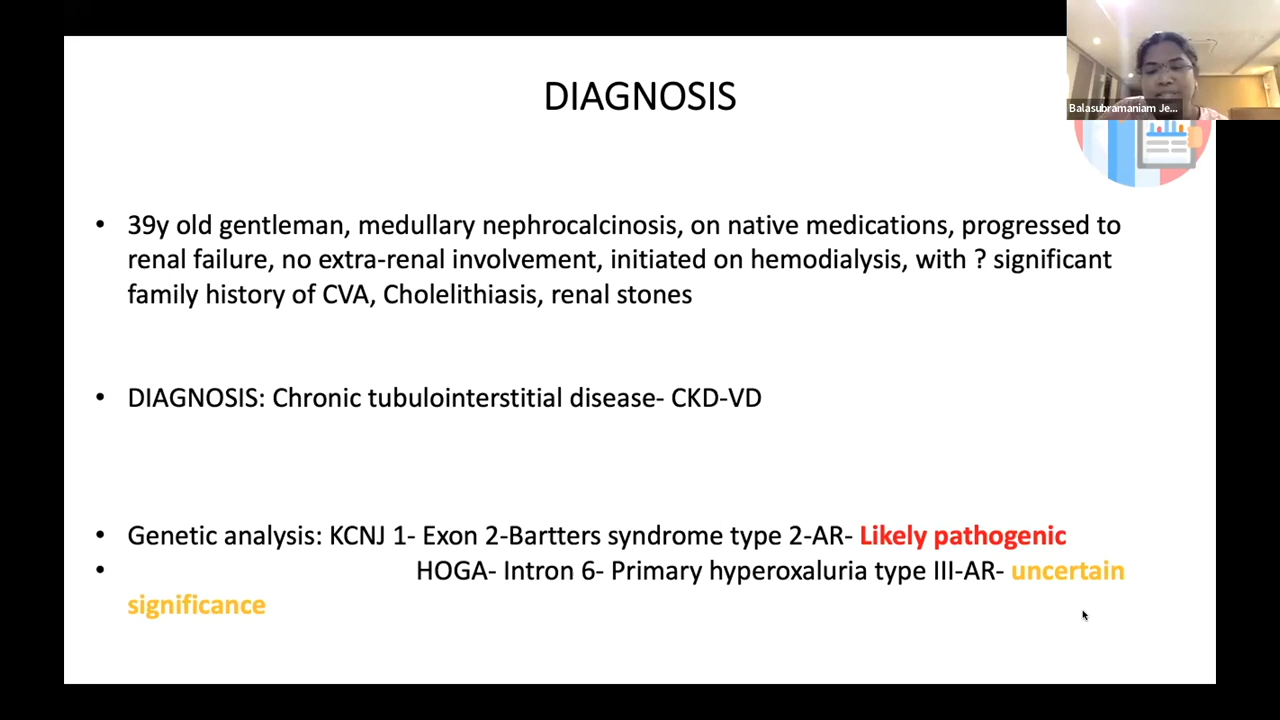 DIAGNOSIS
Balasubramaniam Je...
• 39y old gentleman, medullary nephrocalcinosis, on native medications, progressed to
renal failure, no extra-renal involvement, initiated on hemodialysis, with ? significant
family history of CVA, Cholelithiasis, renal stones
• DIAGNOSIS: Chronic tubulointerstitial disease- CKD-VD
• Genetic analysis: KCNJ 1- Exon 2-Bartters syndrome type 2-AR- Likely pathogenic
• HOGA- Intron 6- Primary hyperoxaluria type III-AR- uncertain
significance